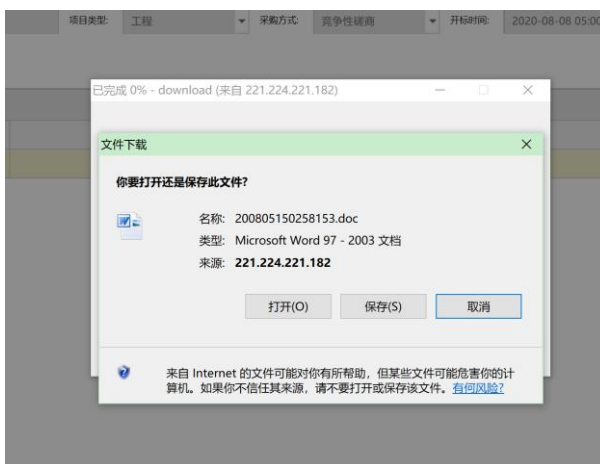 项目类型: 工程 采购方式: 竞争性磋商 开标时间: 2020-08-08 05:00
已完成 0% - download (来自 221.224.221.182)
文件下载
你要打开还是保存此文件?
名称: 200805150258153.doc
类型: Microsoft Word 97 - 2003 文档
来源: 221.224.221.182
打开(O) 保存(S) 取消
来自 Internet 的文件可能对你有所帮助，但某些文件可能危害你的计
算机。如果你不信任其来源，请不要打开或保存该文件。有何风险?